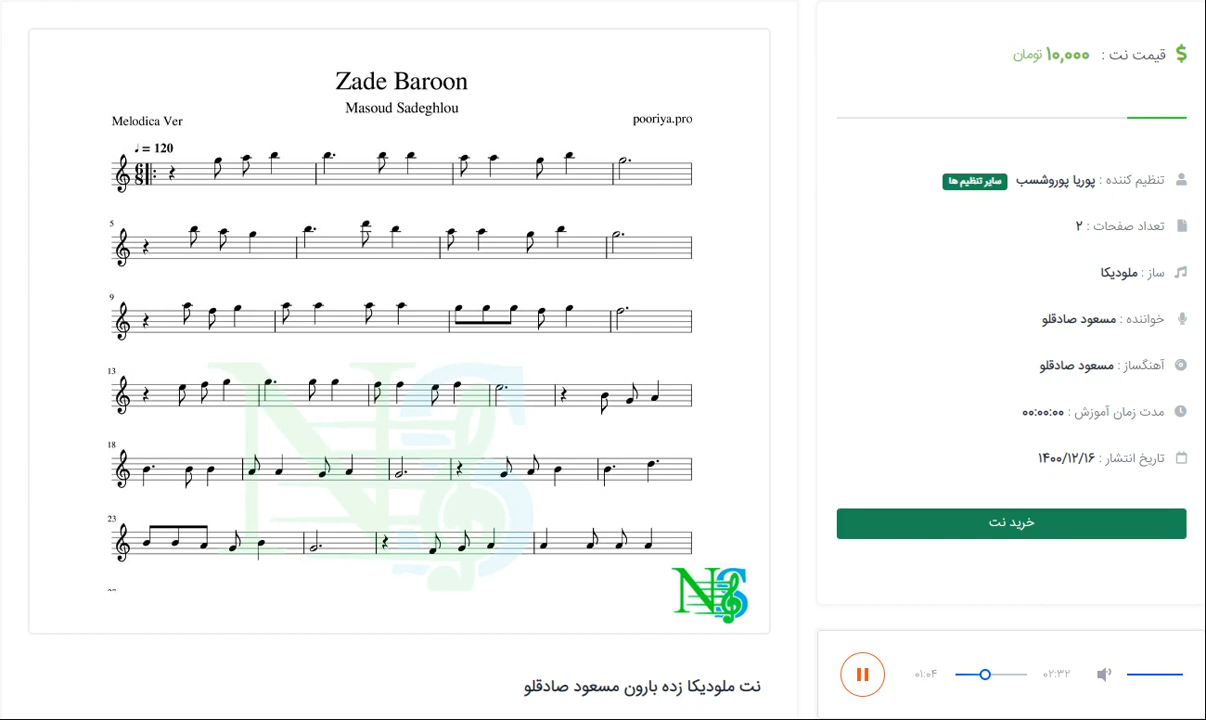 Zade Baroon
Masoud Sadeghlou
Melodica Ver
pooriya.pro
♩ = 120
6
8
5
9
13
18
23
NS
نت ملودیکا زده بارون مسعود صادقلو
قیمت نت : ۱۰,۰۰۰ تومان
تنظیم کننده : پوریا پوروشسب سایر تنظیم ها
تعداد صفحات : ۲
ساز : ملودیکا
خواننده : مسعود صادقلو
آهنگساز : مسعود صادقلو
مدت زمان آموزش : ۰۰:۰۰:۰۰
تاریخ انتشار : ۱۴۰۰/۱۲/۱۶
خرید نت
۰۱:۰۴
۰۲:۳۲